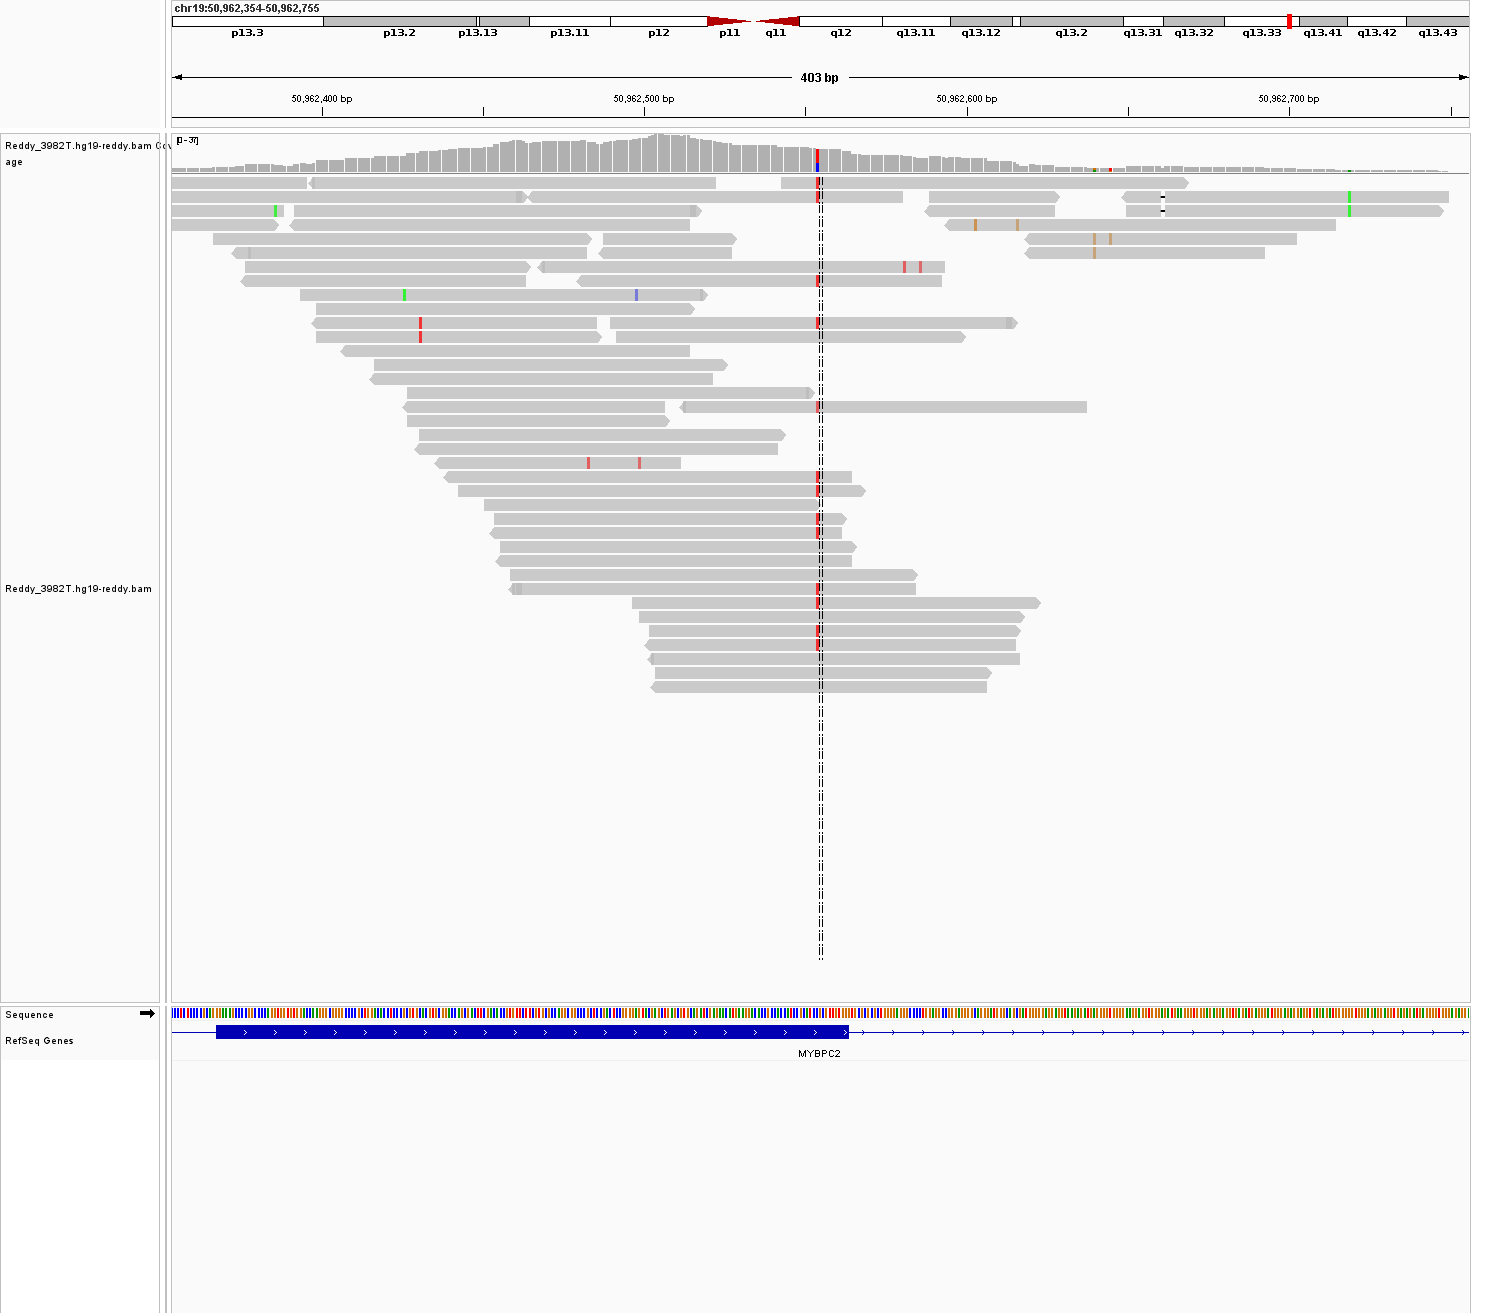 chr19:50,962,354-50,962,755
p13.3 p13.2 p13.13 p13.11 p12 p11 q11 q12 q13.11 q13.12 q13.2 q13.31 q13.32 q13.33 q13.41 q13.42 q13.43
403 bp
50,962,400 bp 50,962,500 bp 50,962,600 bp 50,962,700 bp
[0 - 37]
Reddy_3982T.hg19-reddy.bam Cov
age
Reddy_3982T.hg19-reddy.bam
Sequence
RefSeq Genes
MYBPC2